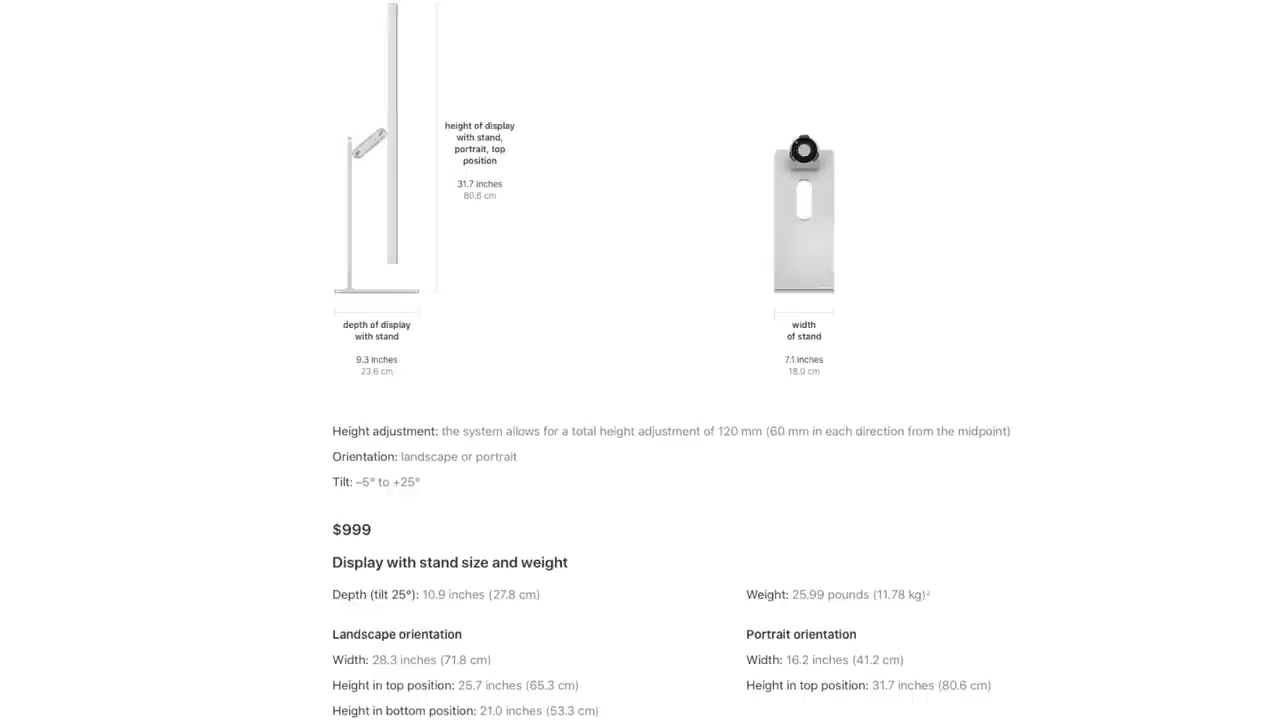 height of display
with stand,
portrait, top
position
31.7 inches
80.6 cm
depth of display
with stand
9.3 inches
23.6 cm
width
of stand
7.1 inches
18.0 cm
Height adjustment: the system allows for a total height adjustment of 120 mm (60 mm in each direction from the midpoint)
Orientation: landscape or portrait
Tilt: –5° to +25°
$999
Display with stand size and weight
Depth (tilt 25°): 10.9 inches (27.8 cm)
Weight: 25.99 pounds (11.78 kg)²
Landscape orientation
Width: 28.3 inches (71.8 cm)
Height in top position: 25.7 inches (65.3 cm)
Height in bottom position: 21.0 inches (53.3 cm)
Portrait orientation
Width: 16.2 inches (41.2 cm)
Height in top position: 31.7 inches (80.6 cm)